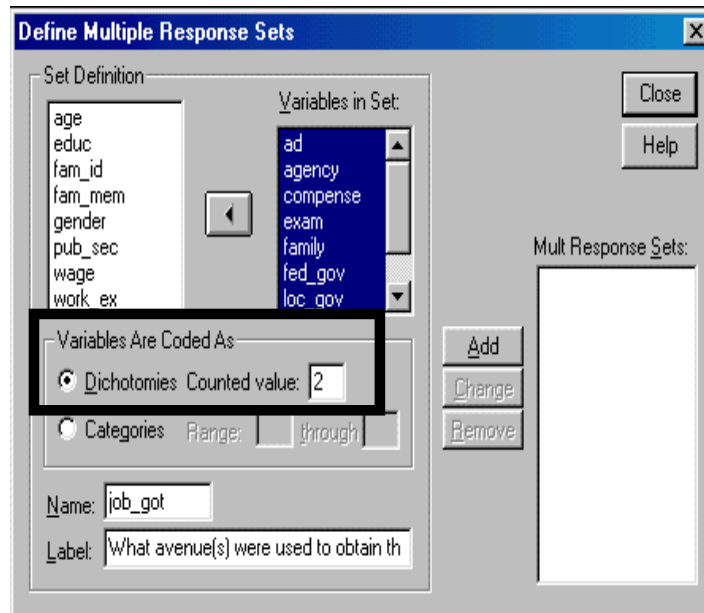 Define Multiple Response Sets
Set Definition
age
educ
fam_id
fam_mem
gender
pub_sec
wage
work_ex
Variables in Set:
ad
agency
compense
exam
family
fed_gov
loc_gov
Close
Help
Mult Response Sets:
Variables Are Coded As
Dichotomies Counted value: 2
Categories Range: through
Add
Change
Remove
Name: job_got
Label: What avenue(s) were used to obtain th